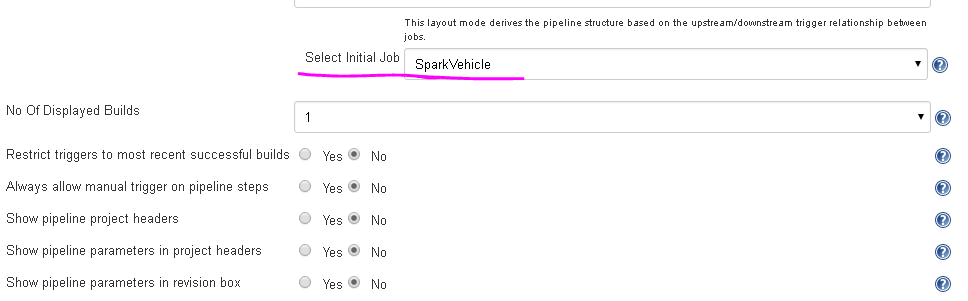 This layout mode derives the pipeline structure based on the upstream/downstream trigger relationship between
jobs.
Select Initial Job SparkVehicle
No Of Displayed Builds 1
Restrict triggers to most recent successful builds Yes No
Always allow manual trigger on pipeline steps Yes No
Show pipeline project headers Yes No
Show pipeline parameters in project headers Yes No
Show pipeline parameters in revision box Yes No